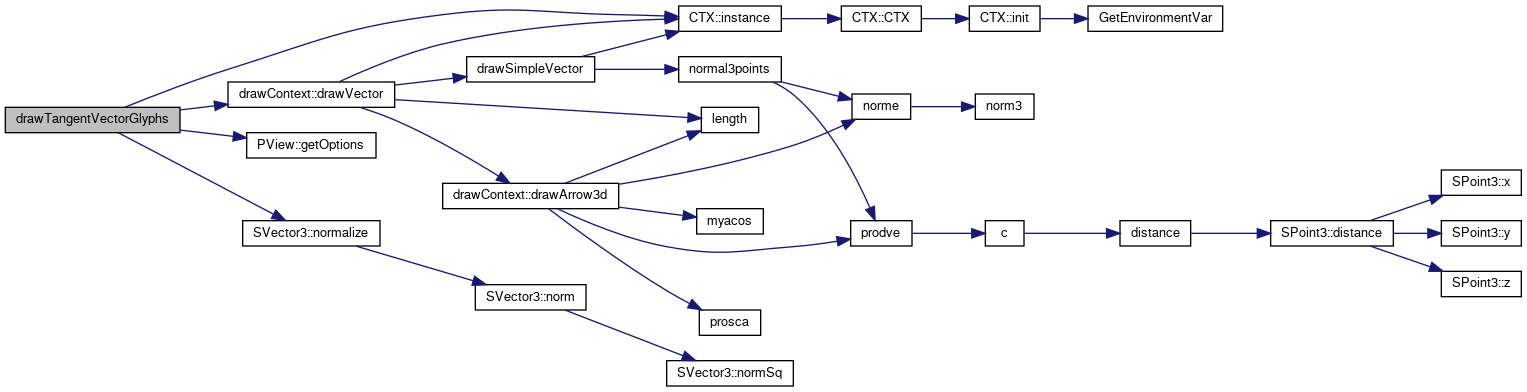 drawTangentVectorGlyphs
CTX::instance
CTX::CTX
CTX::init
GetEnvironmentVar
drawContext::drawVector
drawSimpleVector
normal3points
norme
norm3
length
PView::getOptions
drawContext::drawArrow3d
myacos
prodve
c
distance
SPoint3::distance
SPoint3::x
SPoint3::y
SPoint3::z
SVector3::normalize
SVector3::norm
prosca
SVector3::normSq